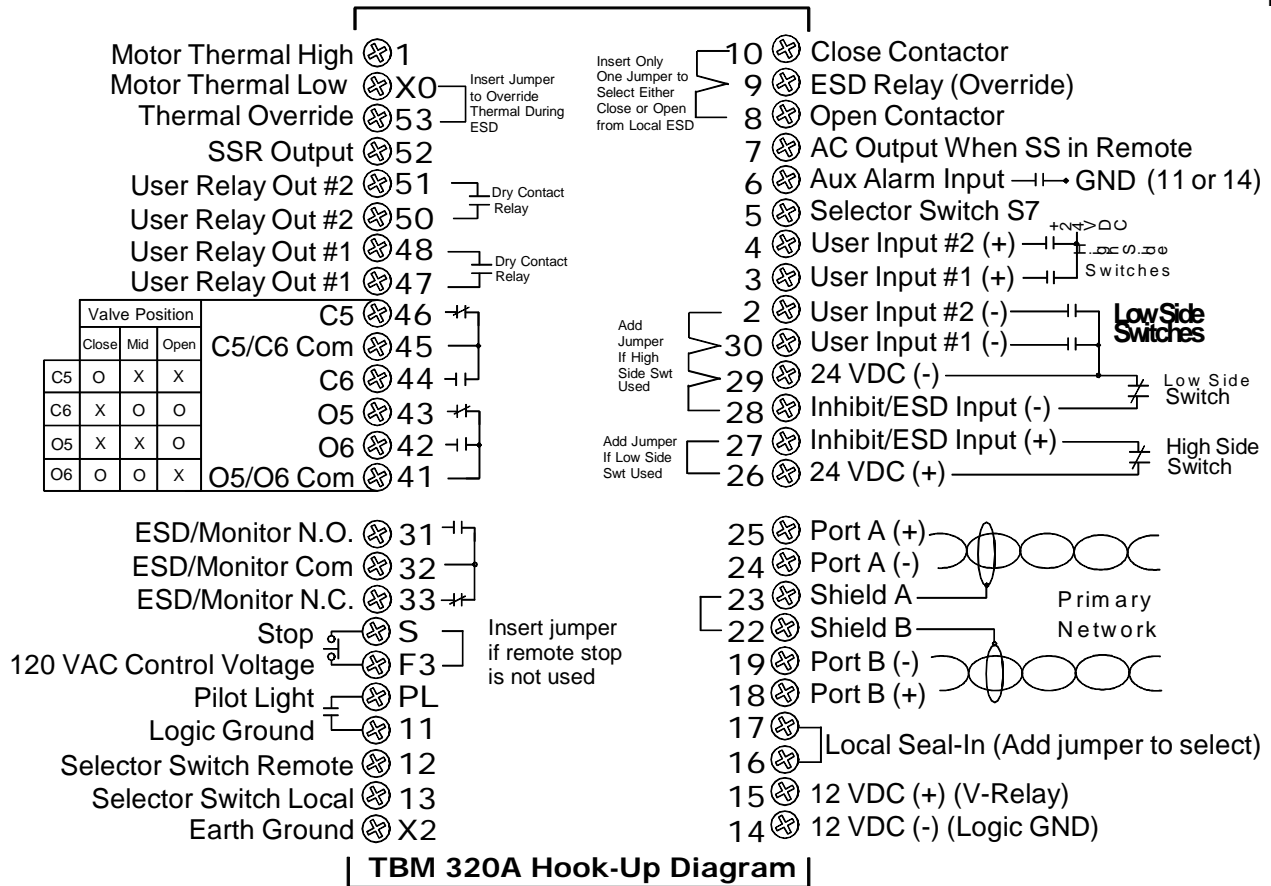 Motor Thermal High 1
Motor Thermal Low X0
Thermal Override 53
Insert Jumper
to Override
Thermal During
ESD
SSR Output 52
User Relay Out #2 51
User Relay Out #2 50
Dry Contact
Relay
User Relay Out #1 48
User Relay Out #1 47
Dry Contact
Relay
Valve Position
Close Mid Open
C5 O X X
C6 X O O
O5 X X O
O6 O O X
C5 46
C5/C6 Com 45
C6 44
O5 43
O6 42
O5/O6 Com 41
ESD/Monitor N.O. 31
ESD/Monitor Com 32
ESD/Monitor N.C. 33
Stop S
120 VAC Control Voltage F3
Insert jumper
if remote stop
is not used
Pilot Light PL
Logic Ground 11
Selector Switch Remote 12
Selector Switch Local 13
Earth Ground X2
Insert Only
One Jumper to
Select Either
Close or Open
from Local ESD
10 Close Contactor
9 ESD Relay (Override)
8 Open Contactor
7 AC Output When SS in Remote
6 Aux Alarm Input GND (11 or 14)
5 Selector Switch S7
4 User Input #2 (+)
3 User Input #1 (+)
+24VDC
High Side
Switches
2 User Input #2 (-)
30 User Input #1 (-)
Low Side
Switches
Add
Jumper
If High
Side Swt
Used
29 24 VDC (-)
28 Inhibit/ESD Input (-)
Low Side
Switch
27 Inhibit/ESD Input (+)
26 24 VDC (+)
Add Jumper
If Low Side
Swt Used
High Side
Switch
25 Port A (+)
24 Port A (-)
23 Shield A
22 Shield B
19 Port B (-)
18 Port B (+)
Primary
Network
17
16
Local Seal-In (Add jumper to select)
15 12 VDC (+) (V-Relay)
14 12 VDC (-) (Logic GND)
TBM 320A Hook-Up Diagram